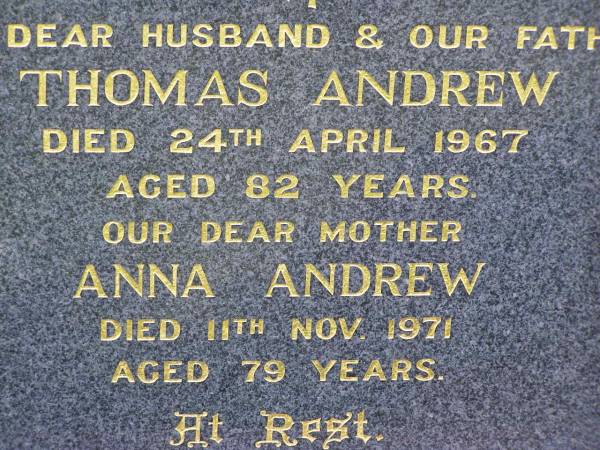 DEAR HUSBAND & OUR FATH
THOMAS ANDREW
DIED 24TH APRIL 1967
AGED 82 YEARS.
OUR DEAR MOTHER
ANNA ANDREW
DIED 11TH NOV. 1971
AGED 79 YEARS.
At Rest.